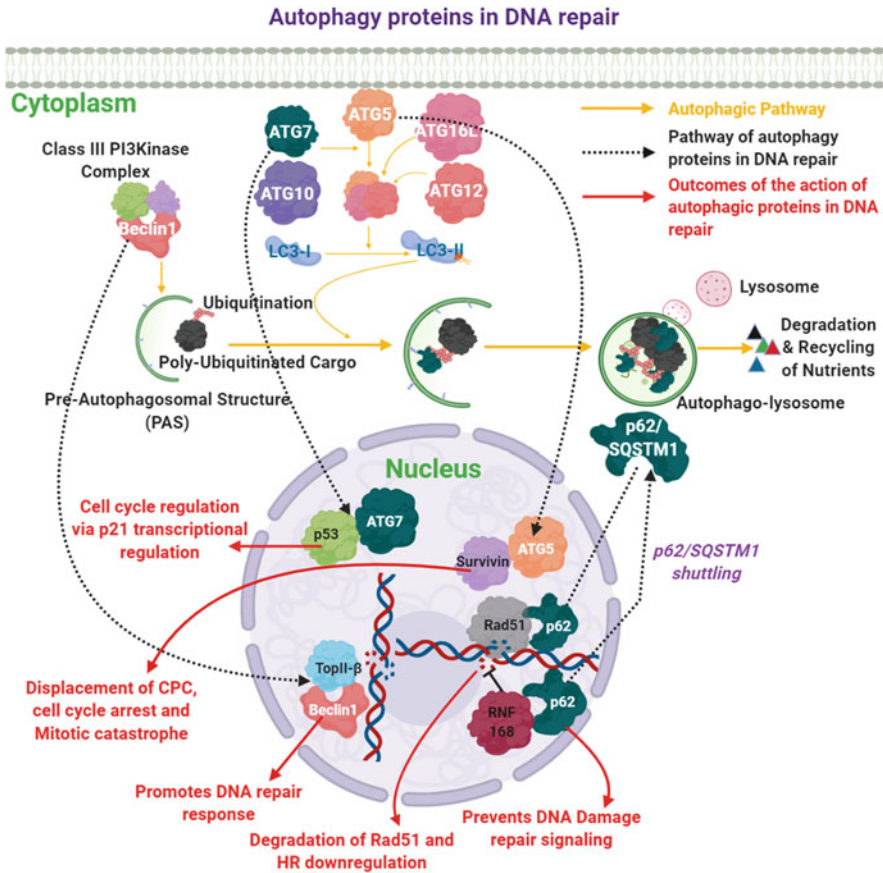 Autophagy proteins in DNA repair
Cytoplasm
Class III PI3Kinase
Complex
Beclin1
ATG7
ATG5
ATG16L
ATG10
ATG12
LC3-I
LC3-II
Autophagic Pathway
Pathway of autophagy
proteins in DNA repair
Outcomes of the action of
autophagic proteins in DNA
repair
Ubiquitination
Poly-Ubiquitinated Cargo
Pre-Autophagosomal Structure
(PAS)
Lysosome
Degradation
& Recycling
of Nutrients
Autophago-lysosome
p62/
SQSTM1
Nucleus
p53
ATG7
Cell cycle regulation
via p21 transcriptional
regulation
Survivin
ATG5
p62/SQSTM1
shuttling
Rad51
p62
TopII-β
Beclin1
RNF
168
p62
Displacement of CPC,
cell cycle arrest and
Mitotic catastrophe
Promotes DNA repair
response
Degradation of Rad51 and
HR downregulation
Prevents DNA Damage
repair signaling